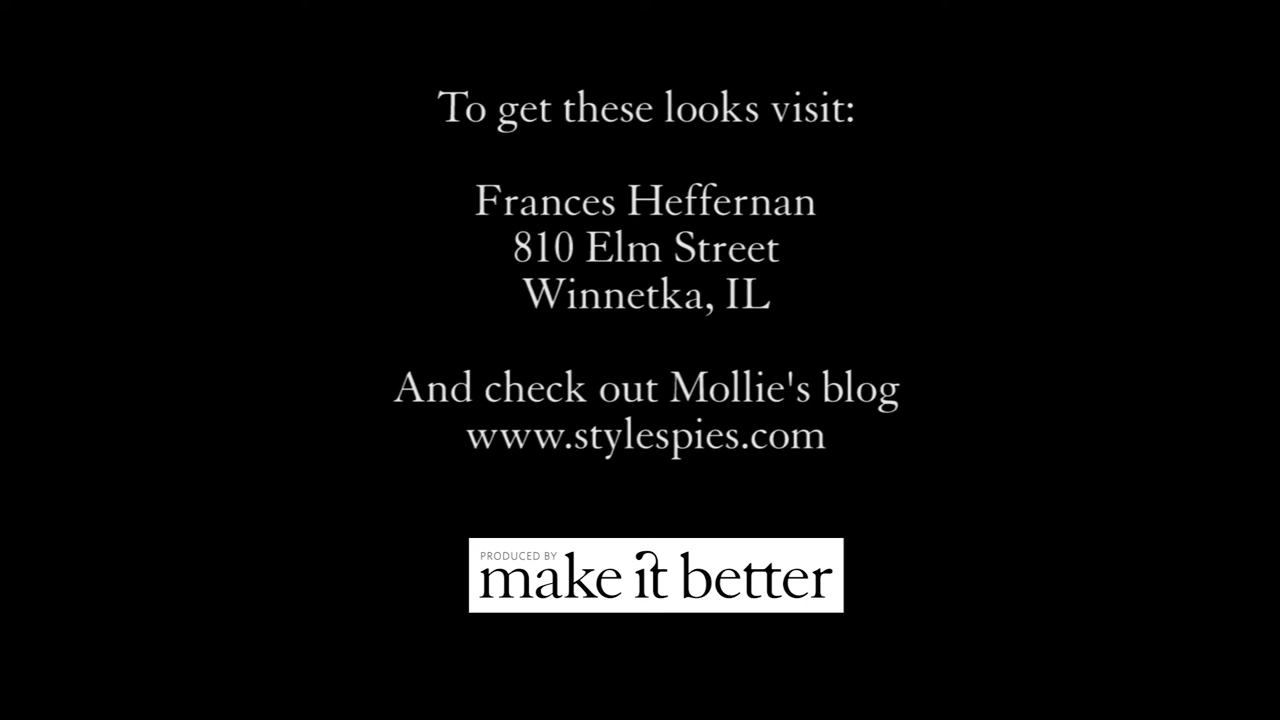 To get these looks visit:
Frances Heffernan
810 Elm Street
Winnetka, IL
And check out Mollie's blog
www.stylespies.com
PRODUCED BY
make it better